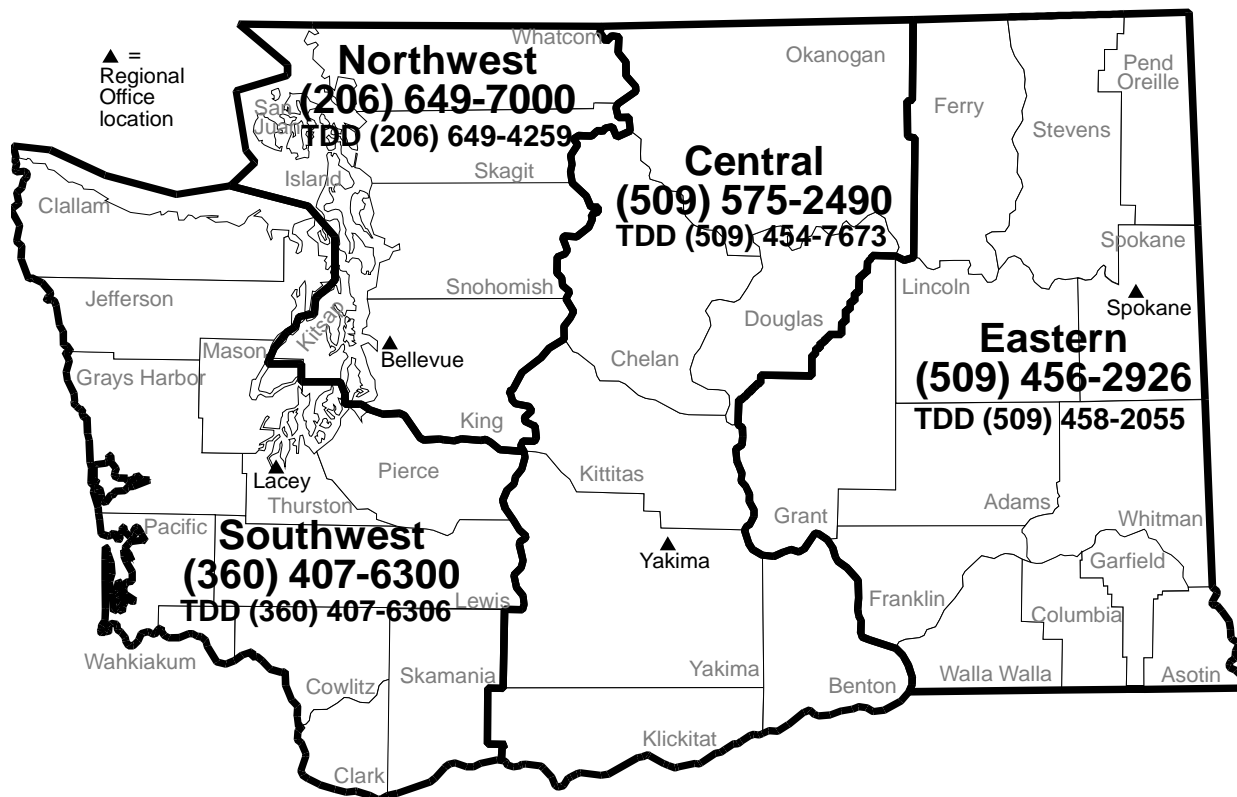 ▲ =
Regional
Office
location
Whatcom
Northwest
(206) 649-7000
TDD (206) 649-4259
San
Juan
Skagit
Island
Snohomish
Kitsap
Bellevue
King
Okanogan
Central
(509) 575-2490
TDD (509) 454-7673
Douglas
Chelan
Kittitas
Yakima
Yakima
Benton
Klickitat
Ferry
Stevens
Pend
Oreille
Spokane
Lincoln
Spokane
Eastern
(509) 456-2926
TDD (509) 458-2055
Adams
Grant
Whitman
Garfield
Franklin
Columbia
Walla Walla
Asotin
Clallam
Jefferson
Mason
Grays Harbor
Pierce
Lacey
Thurston
Pacific
Southwest
(360) 407-6300
TDD (360) 407-6306
Lewis
Wahkiakum
Cowlitz
Skamania
Clark